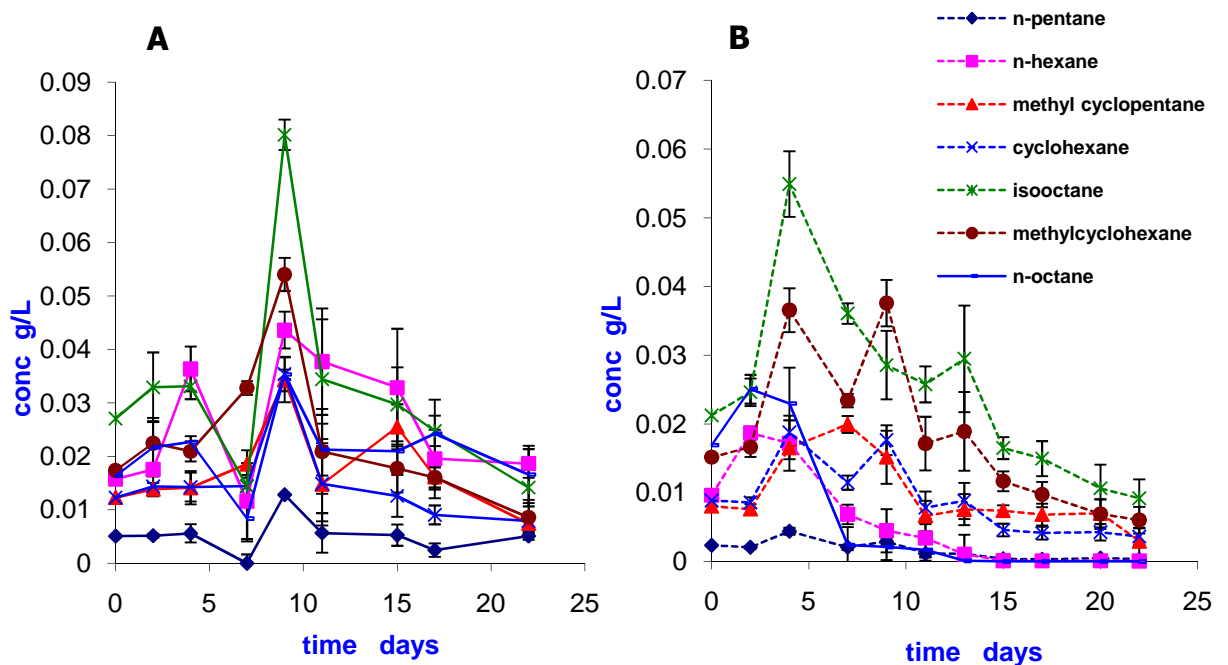 A
0.09
0.08
0.07
0.06
0.05
0.04
0.03
0.02
0.01
0
conc g/L
0 5 10 15 20 25
time days
B
0.07
0.06
0.05
0.04
0.03
0.02
0.01
0
conc g/L
0 5 10 15 20 25
time days
n-pentane
n-hexane
methyl cyclopentane
cyclohexane
isooctane
methylcyclohexane
n-octane